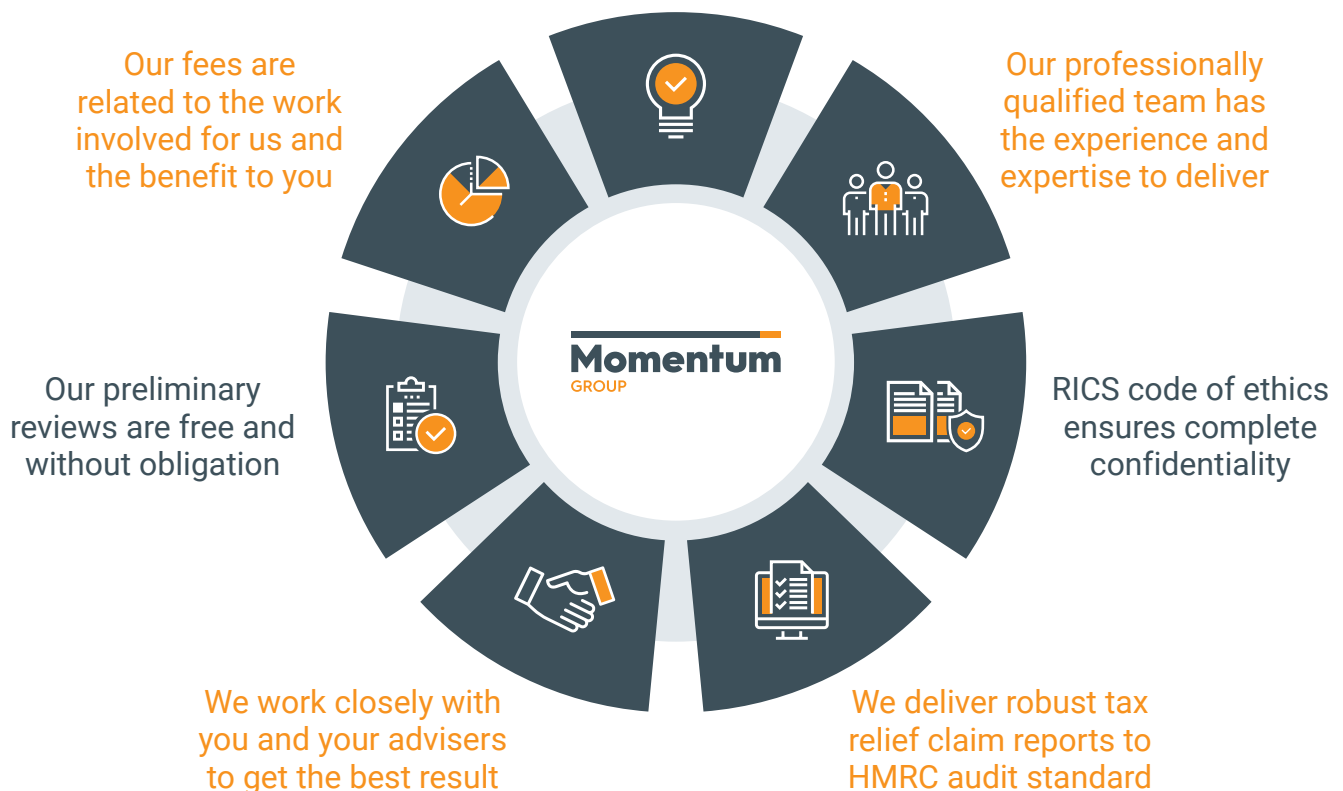 Our fees are
related to the work
involved for us and
the benefit to you
Our professionally
qualified team has
the experience and
expertise to deliver
Momentum
GROUP
Our preliminary
reviews are free and
without obligation
RICS code of ethics
ensures complete
confidentiality
We work closely with
you and your advisers
to get the best result
We deliver robust tax
relief claim reports to
HMRC audit standard